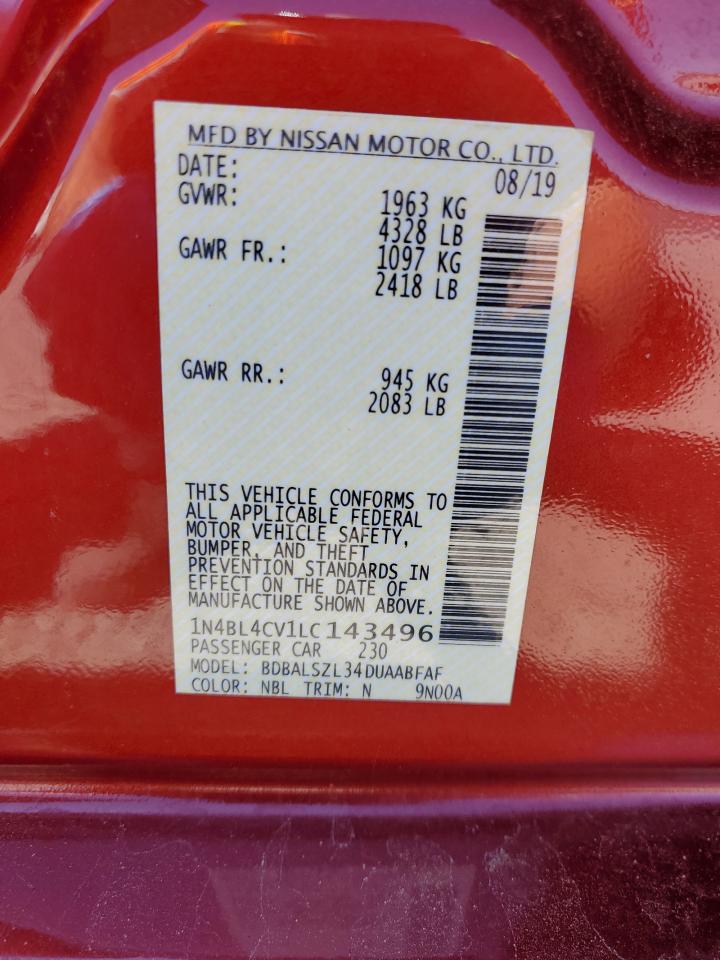 MFD BY NISSAN MOTOR CO., LTD.
DATE: 08/19
GVWR: 1963 KG
4328 LB
GAWR FR.: 1097 KG
2418 LB
GAWR RR.: 945 KG
2083 LB
THIS VEHICLE CONFORMS TO
ALL APPLICABLE FEDERAL
MOTOR VEHICLE SAFETY,
BUMPER, AND THEFT
PREVENTION STANDARDS IN
EFFECT ON THE DATE OF
MANUFACTURE SHOWN ABOVE.
1N4BL4CV1LC143496
PASSENGER CAR 230
MODEL: BDBALSZL34DUAABFAF
COLOR: NBL TRIM: N 9N00A